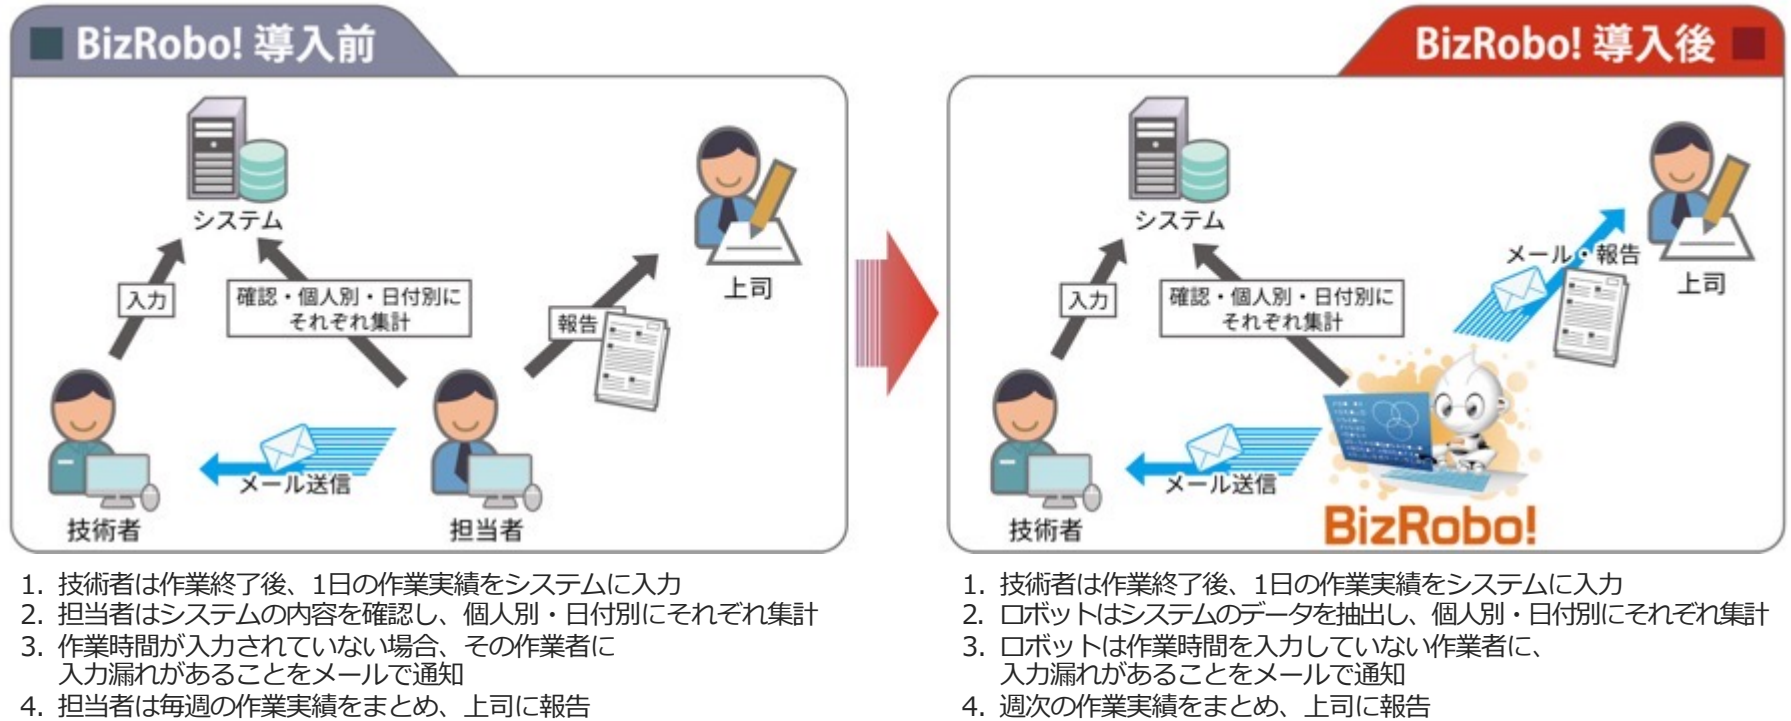 BizRobo! 導入前
システム
入力
確認・個人別・日付別に
それぞれ集計
報告
上司
メール送信
技術者
担当者
1. 技術者は作業終了後、1日の作業実績をシステムに入力
2. 担当者はシステムの内容を確認し、個人別・日付別にそれぞれ集計
3. 作業時間が入力されていない場合、その作業者に
入力漏れがあることをメールで通知
4. 担当者は毎週の作業実績をまとめ、上司に報告
BizRobo! 導入後
システム
入力
確認・個人別・日付別に
それぞれ集計
メール・報告
上司
メール送信
技術者
BizRobo!
1. 技術者は作業終了後、1日の作業実績をシステムに入力
2. ロボットはシステムのデータを抽出し、個人別・日付別にそれぞれ集計
3. ロボットは作業時間を入力していない作業者に、
入力漏れがあることをメールで通知
4. 週次の作業実績をまとめ、上司に報告